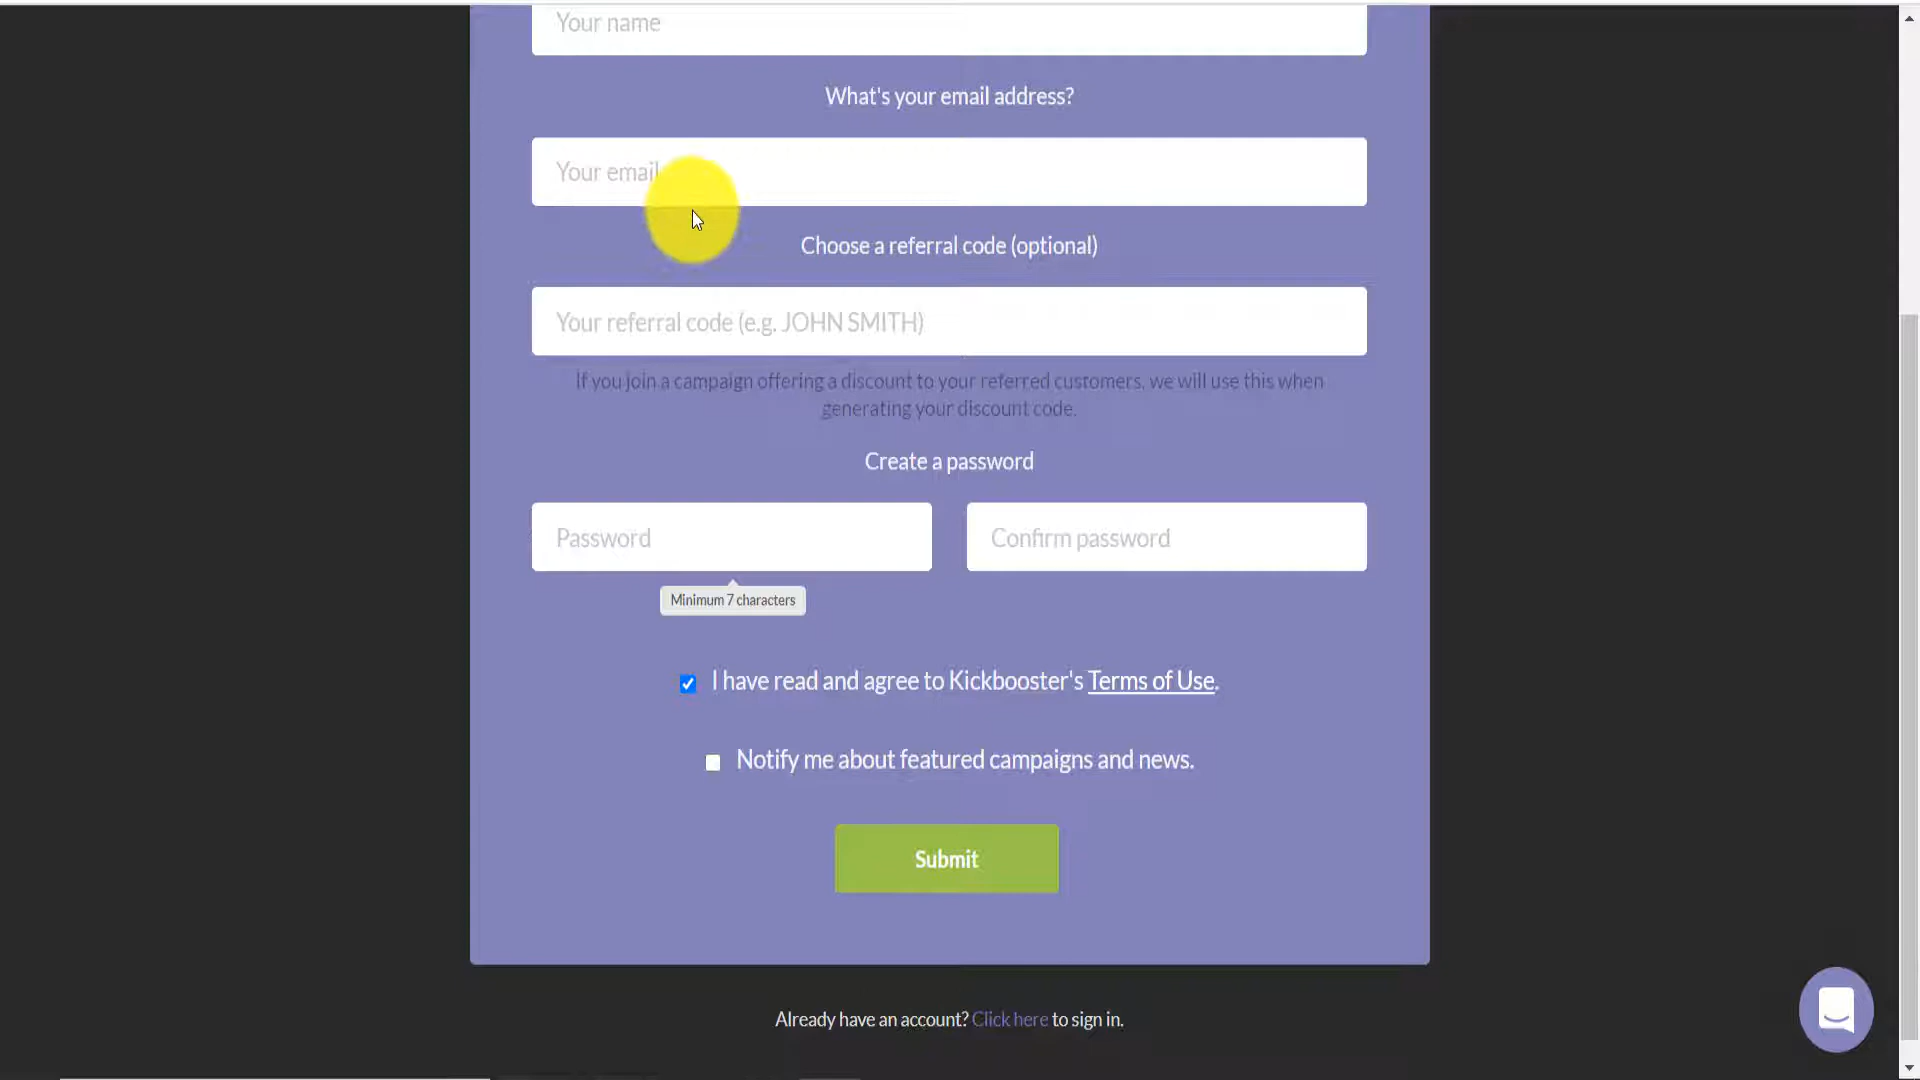 Your name
What's your email address?
Your email
Choose a referral code (optional)
Your referral code (e.g. JOHN SMITH)
If you join a campaign offering a discount to your referred customers, we will use this when
generating your discount code.
Create a password
Password
Confirm password
Minimum 7 characters
I have read and agree to Kickbooster's Terms of Use.
Notify me about featured campaigns and news.
Submit
Already have an account? Click here to sign in.